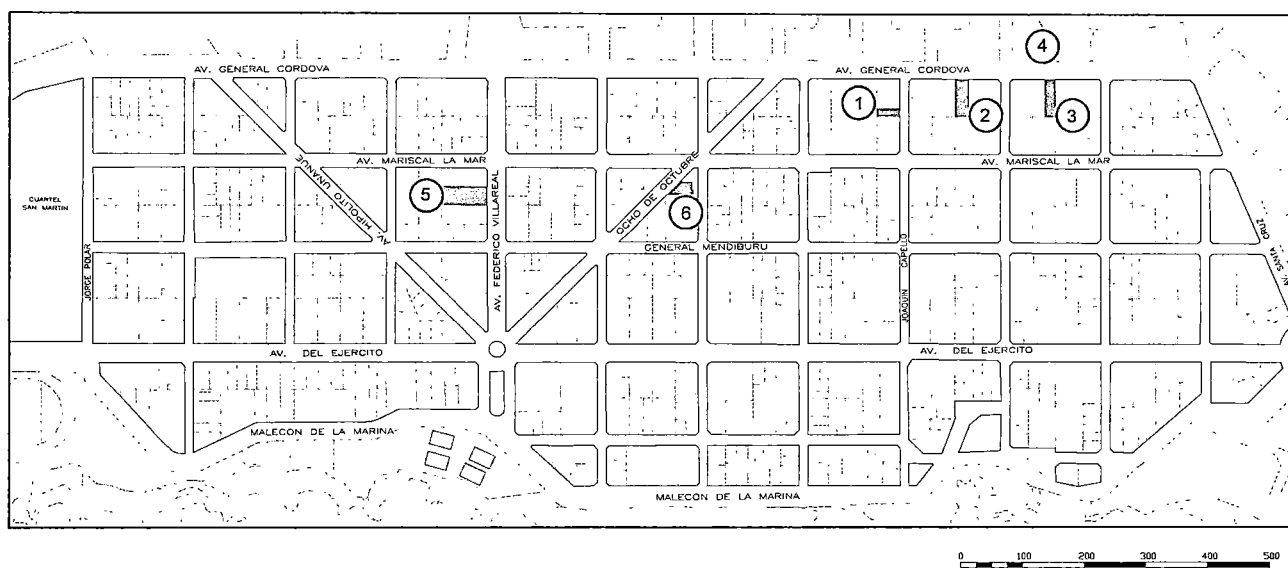 4
AV. GENERAL CORDOVA
AV. GENERAL CORDOVA
1
2
3
AV. MARISCAL LA MAR
AV. MARISCAL LA MAR
AV. HIPOLITO UNANUE
OCHO DE OCTUBRE
5
6
CUARTEL
SAN MARTIN
JORGE POLAR
AV. FEDERICO VILLAREAL
GENERAL MENDIBURU
JOAQUIN CAPELLO
AV. SANTA CRUZ
AV. DEL EJERCITO
AV. DEL EJERCITO
MALECON DE LA MARINA
MALECON DE LA MARINA
0 100 200 300 400 500